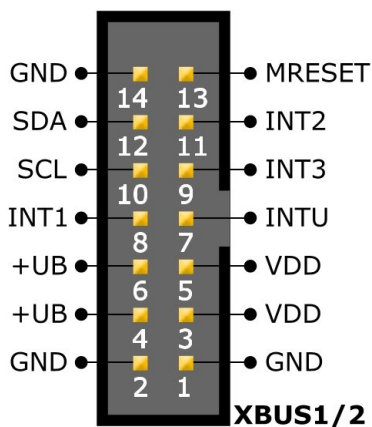 GND MRESET
14 13
SDA INT2
12 11
SCL INT3
10 9
INT1 INTU
8 7
+UB VDD
6 5
+UB VDD
4 3
GND GND
2 1
XBUS1/2